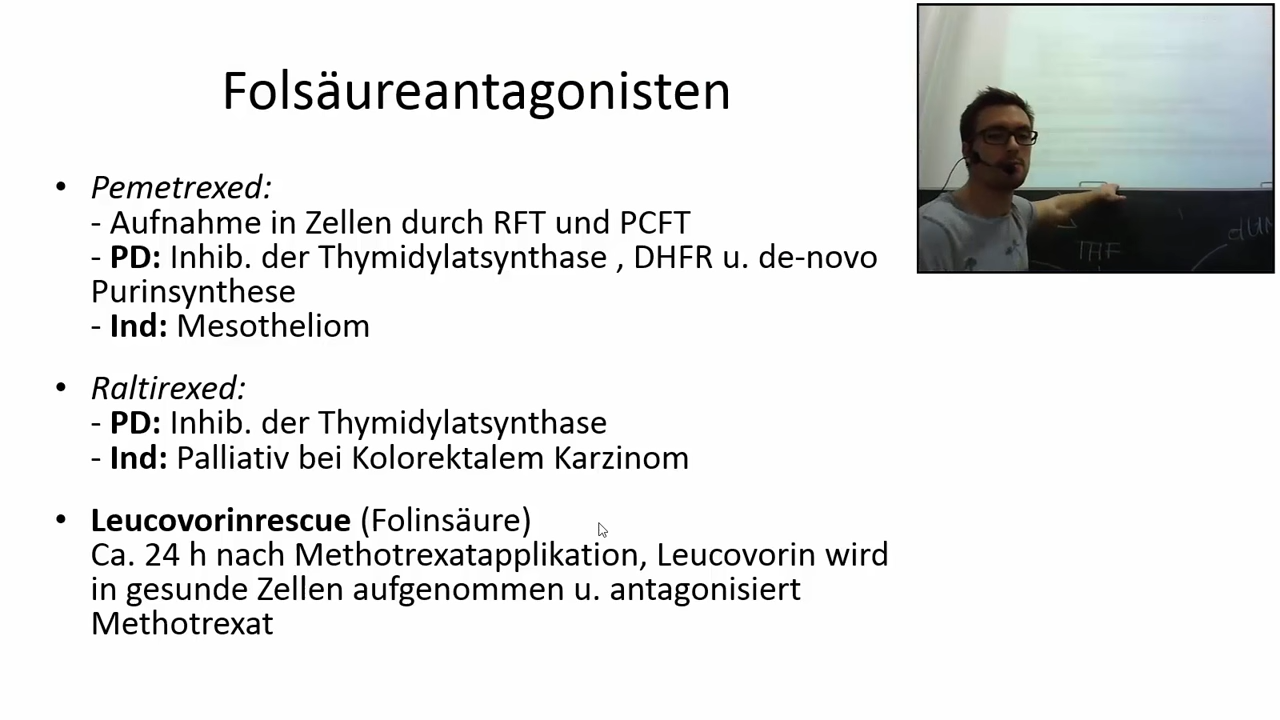 Folsäureantagonisten
• Pemetrexed:
- Aufnahme in Zellen durch RFT und PCFT
- PD: Inhib. der Thymidylatsynthase , DHFR u. de-novo
Purinsynthese
- Ind: Mesotheliom
• Raltirexed:
- PD: Inhib. der Thymidylatsynthase
- Ind: Palliativ bei Kolorektalem Karzinom
• Leucovorinrescue (Folinsäure)
Ca. 24 h nach Methotrexatapplikation, Leucovorin wird
in gesunde Zellen aufgenommen u. antagonisiert
Methotrexat